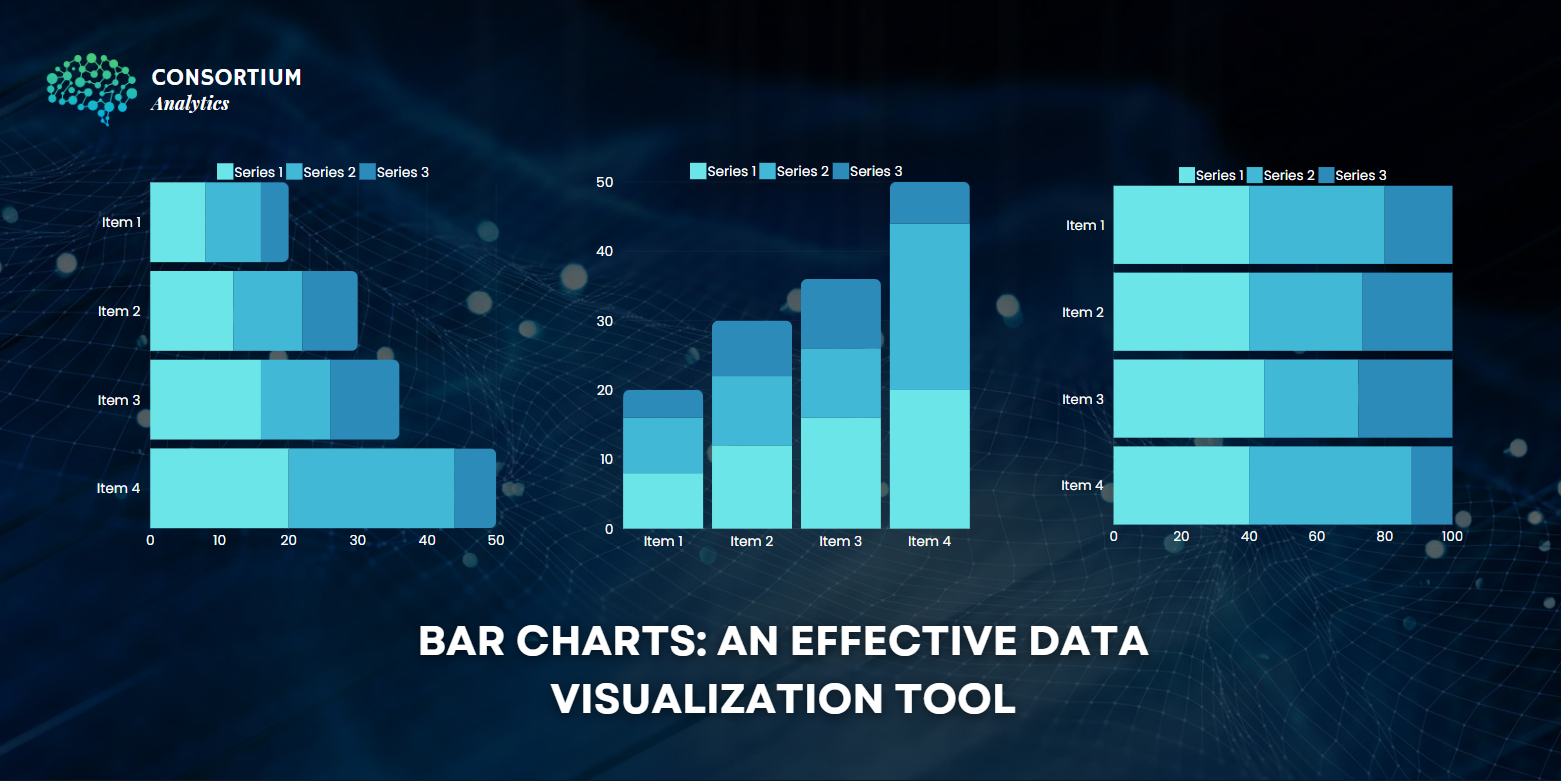 CONSORTIUM
Analytics
Series 1 Series 2 Series 3
Item 1
Item 2
Item 3
Item 4
0 10 20 30 40 50
Series 1 Series 2 Series 3
50
40
30
20
10
0
Item 1 Item 2 Item 3 Item 4
Series 1 Series 2 Series 3
Item 1
Item 2
Item 3
Item 4
0 20 40 60 80 100
BAR CHARTS: AN EFFECTIVE DATA
VISUALIZATION TOOL